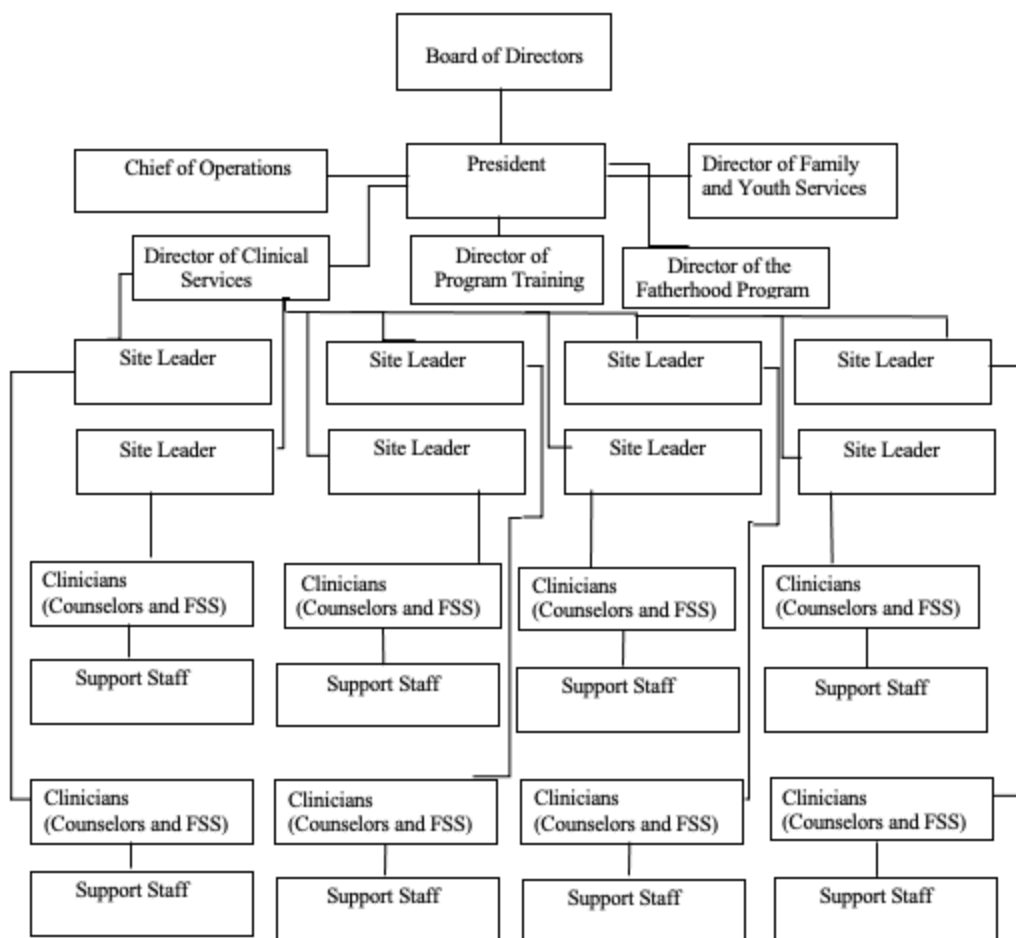 Board of Directors
Chief of Operations
President
Director of Family
and Youth Services
Director of Clinical
Services
Director of
Program Training
Director of the
Fatherhood Program
Site Leader
Site Leader
Site Leader
Site Leader
Site Leader
Site Leader
Site Leader
Site Leader
Clinicians
(Counselors and FSS)
Clinicians
(Counselors and FSS)
Clinicians
(Counselors and FSS)
Clinicians
(Counselors and FSS)
Support Staff
Support Staff
Support Staff
Support Staff
Clinicians
(Counselors and FSS)
Clinicians
(Counselors and FSS)
Clinicians
(Counselors and FSS)
Clinicians
(Counselors and FSS)
Support Staff
Support Staff
Support Staff
Support Staff